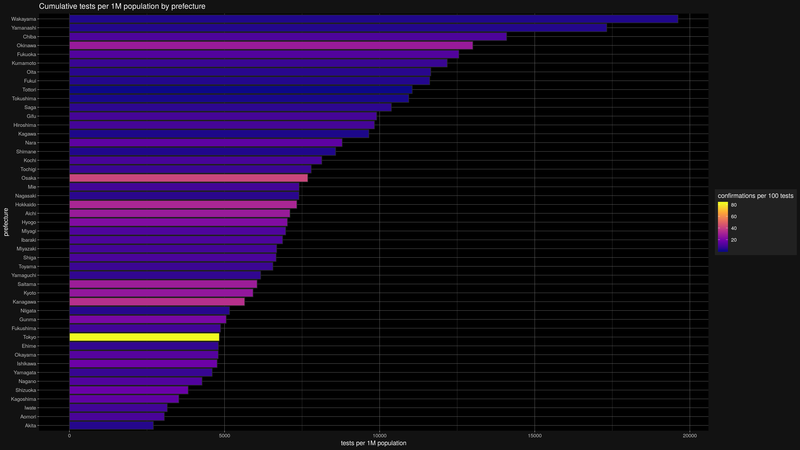 Cumulative tests per 1M population by prefecture
Wakayama
Yamanashi
Chiba
Okinawa
Fukuoka
Kumamoto
Oita
Fukui
Tottori
Tokushima
Saga
Gifu
Hiroshima
Kagawa
Nara
Shimane
Kochi
Tochigi
Osaka
Mie
Nagasaki
Hokkaido
Aichi
Hyogo
Miyagi
Ibaraki
Miyazaki
Shiga
Toyama
Yamaguchi
Saitama
Kyoto
Kanagawa
Niigata
Gunma
Fukushima
Tokyo
Ehime
Okayama
Ishikawa
Yamagata
Nagano
Shizuoka
Kagoshima
Iwate
Aomori
Akita
prefecture
0 5000 10000 15000 20000
tests per 1M population
confirmations per 100 tests
80
60
40
20